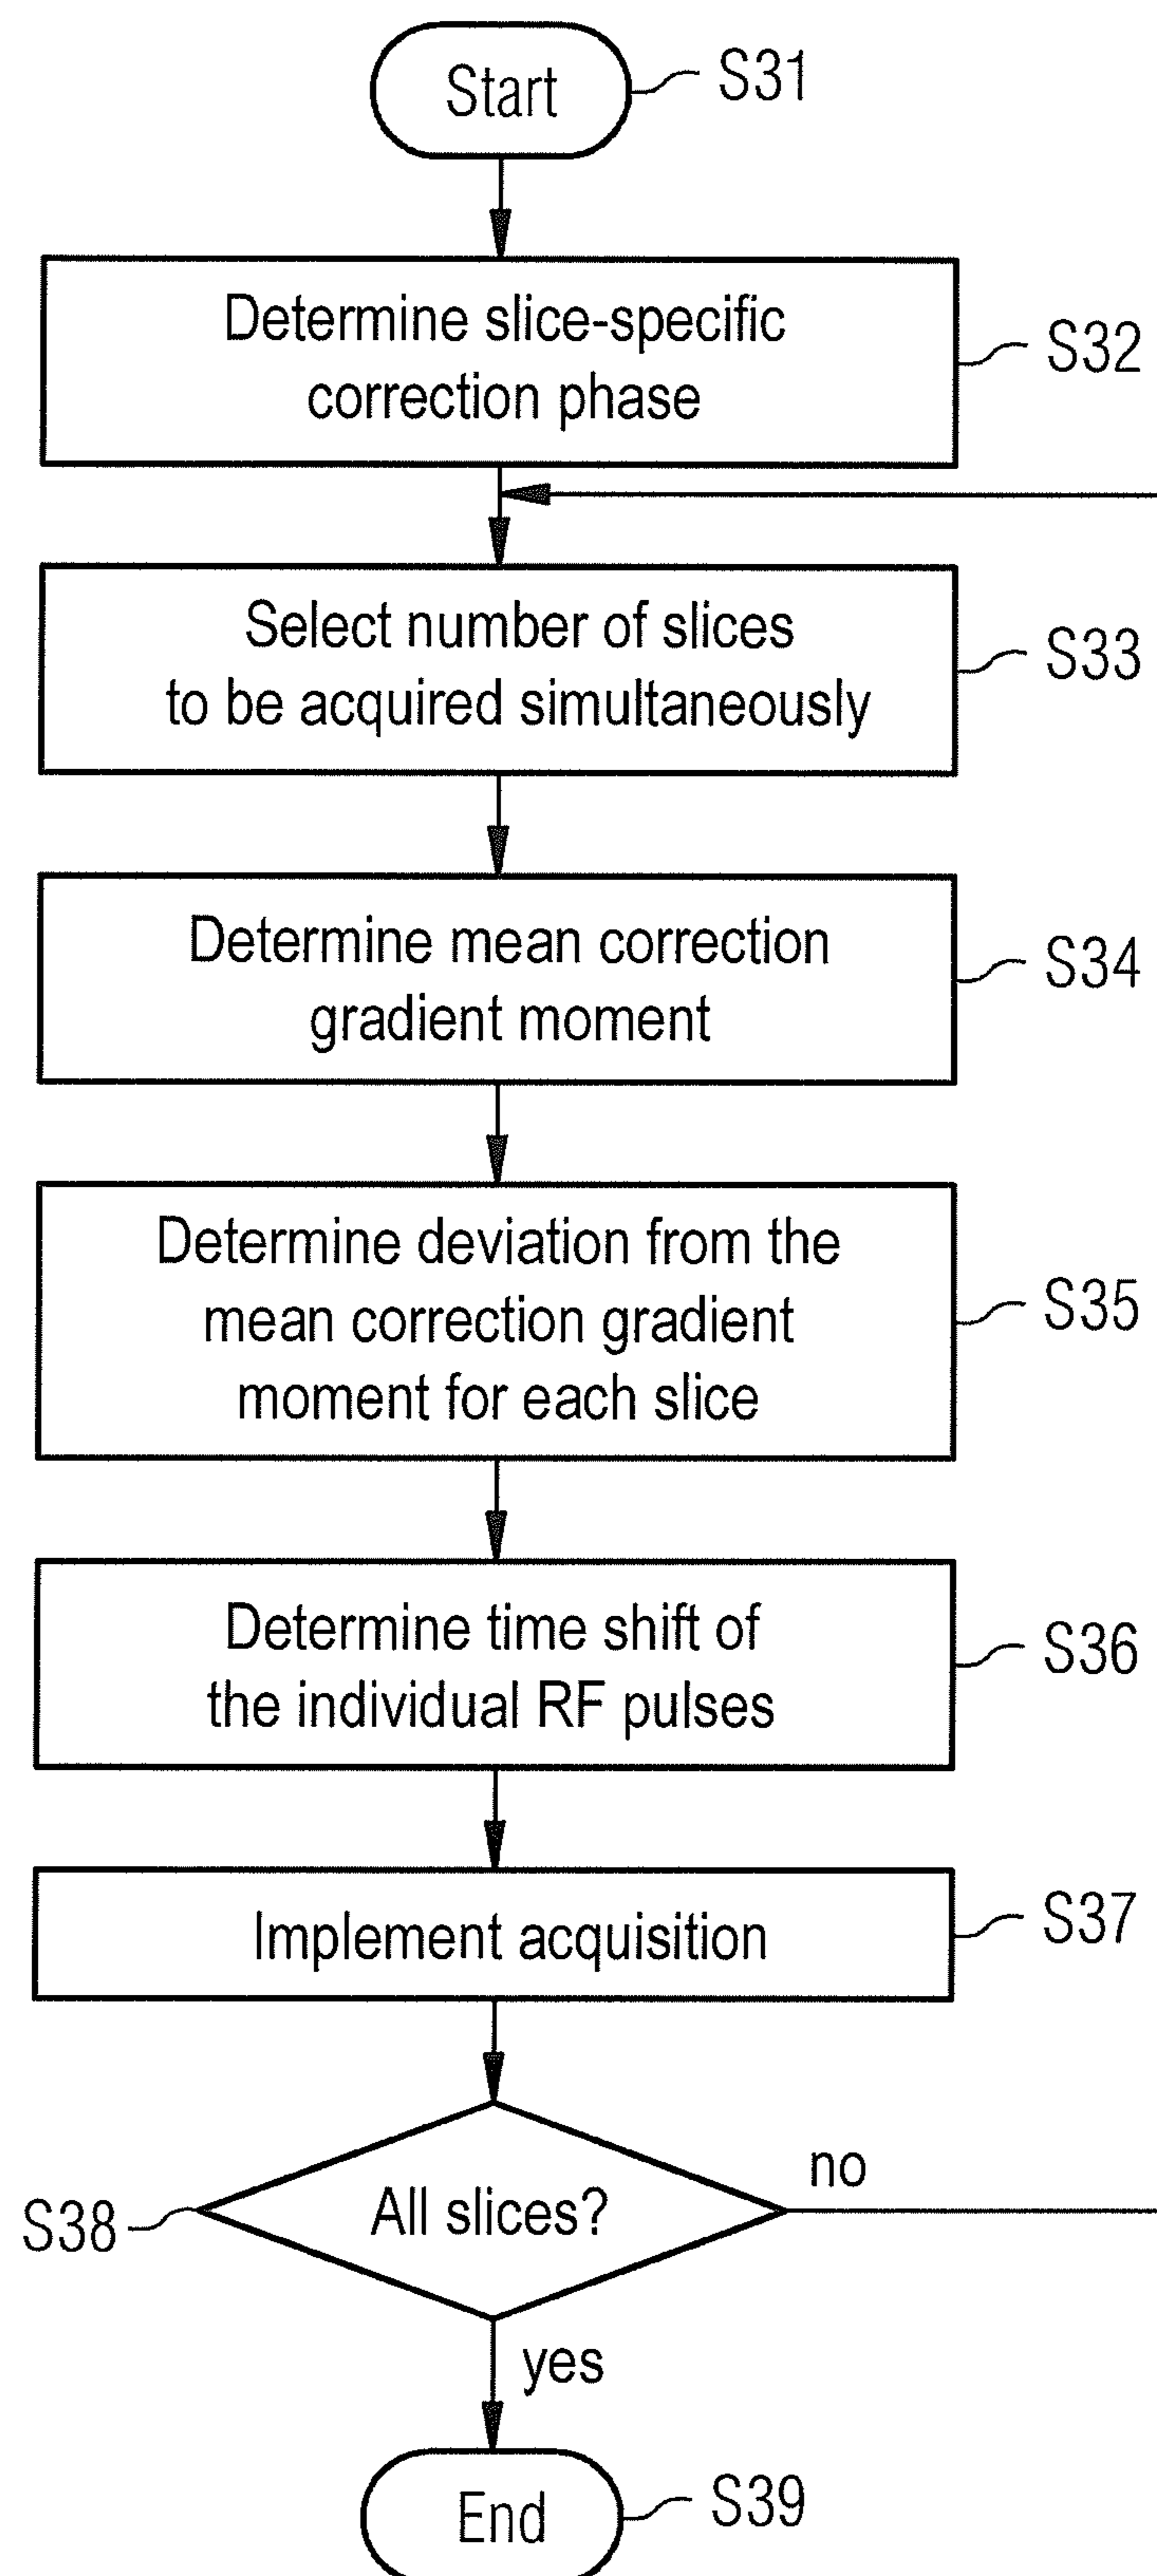 Start
S31
Determine slice-specific
correction phase
S32
Select number of slices
to be acquired simultaneously
S33
Determine mean correction
gradient moment
S34
Determine deviation from the
mean correction gradient
moment for each slice
S35
Determine time shift of
the individual RF pulses
S36
Implement acquisition
S37
All slices?
S38
no
yes
End
S39